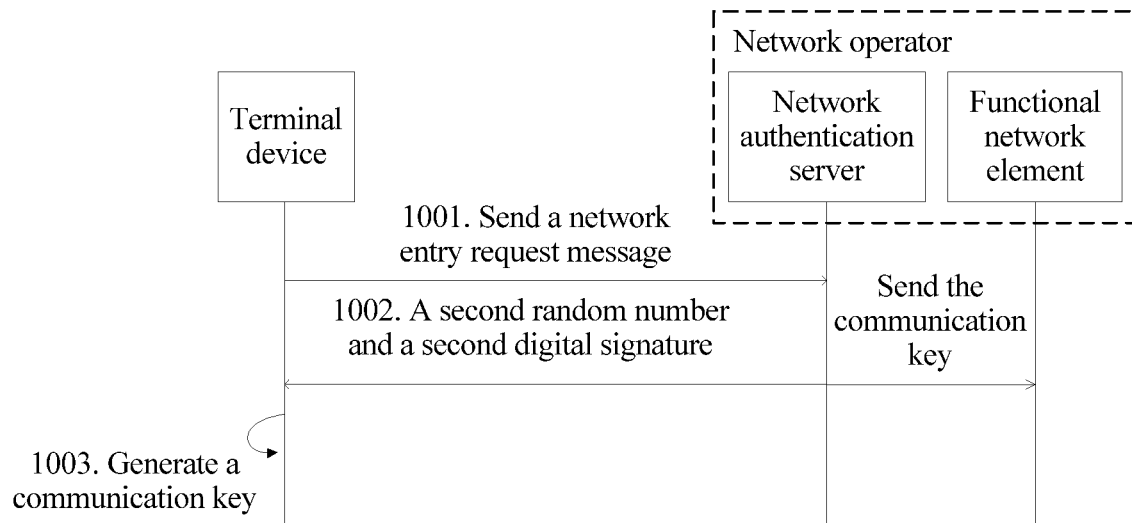 Network operator
Terminal
device
Network
authentication
server
Functional
network
element
1001. Send a network
entry request message
1002. A second random number
and a second digital signature
Send the
communication
key
1003. Generate a
communication key